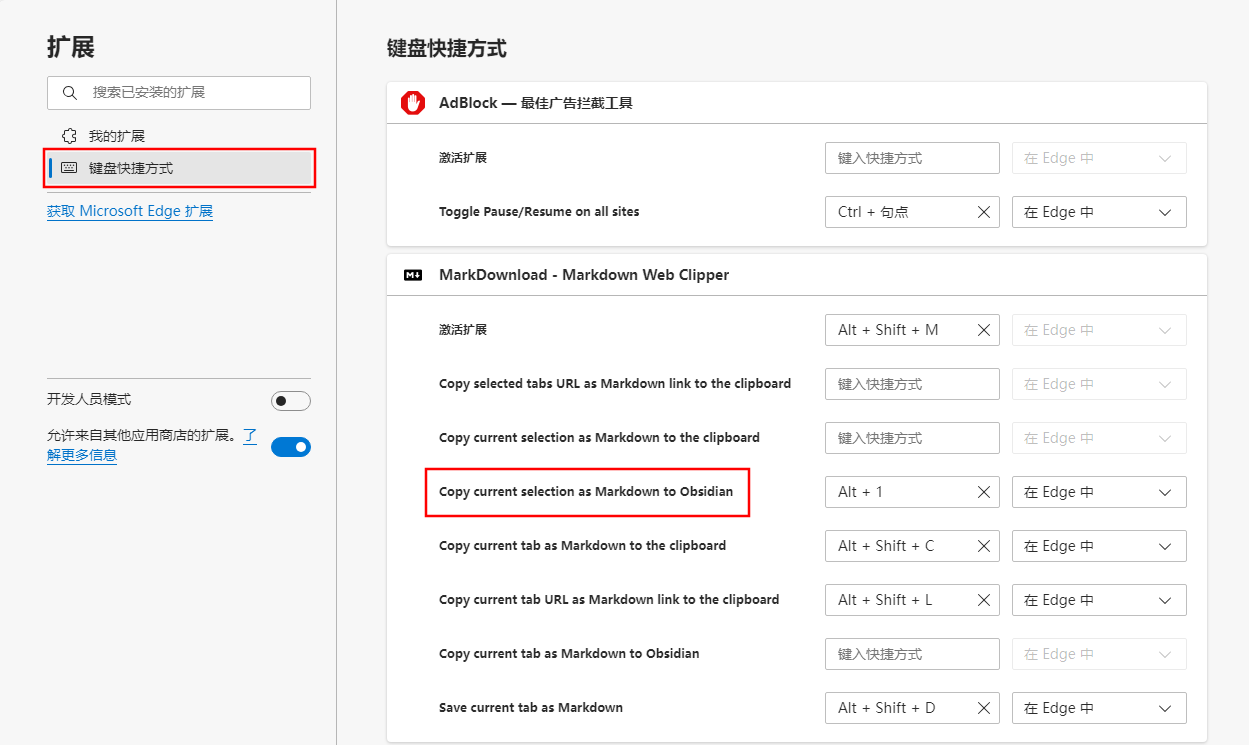 扩展
搜索已安装的扩展
我的扩展
键盘快捷方式
获取 Microsoft Edge 扩展
开发人员模式
允许来自其他应用商店的扩展。了
解更多信息
键盘快捷方式
AdBlock — 最佳广告拦截工具
激活扩展 键入快捷方式 在 Edge 中
Toggle Pause/Resume on all sites Ctrl + 句点 在 Edge 中
MarkDownload - Markdown Web Clipper
激活扩展 Alt + Shift + M 在 Edge 中
Copy selected tabs URL as Markdown link to the clipboard 键入快捷方式 在 Edge 中
Copy current selection as Markdown to the clipboard 键入快捷方式 在 Edge 中
Copy current selection as Markdown to Obsidian Alt + 1 在 Edge 中
Copy current tab as Markdown to the clipboard Alt + Shift + C 在 Edge 中
Copy current tab URL as Markdown link to the clipboard Alt + Shift + L 在 Edge 中
Copy current tab as Markdown to Obsidian 键入快捷方式 在 Edge 中
Save current tab as Markdown Alt + Shift + D 在 Edge 中